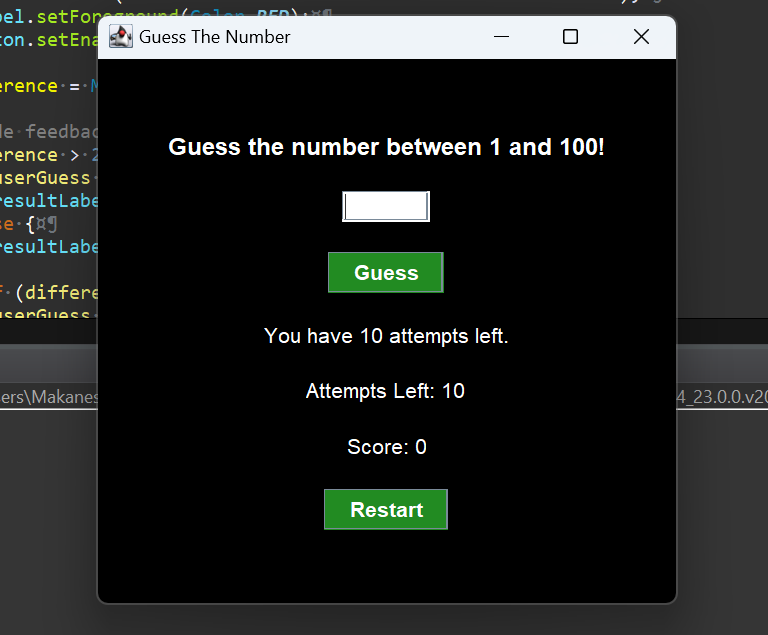 el.setForeground(Color.RED);¤¶
ton.setEna
Guess The Number
erence = M
Guess the number between 1 and 100!
de feedbac
erence > 2
userGuess
resultLabe
se {¤¶
resultLabe
Guess
f (differe
userGuess
You have 10 attempts left.
Attempts Left: 10
ers\Makanes
4_23.0.0.v20
Score: 0
Restart